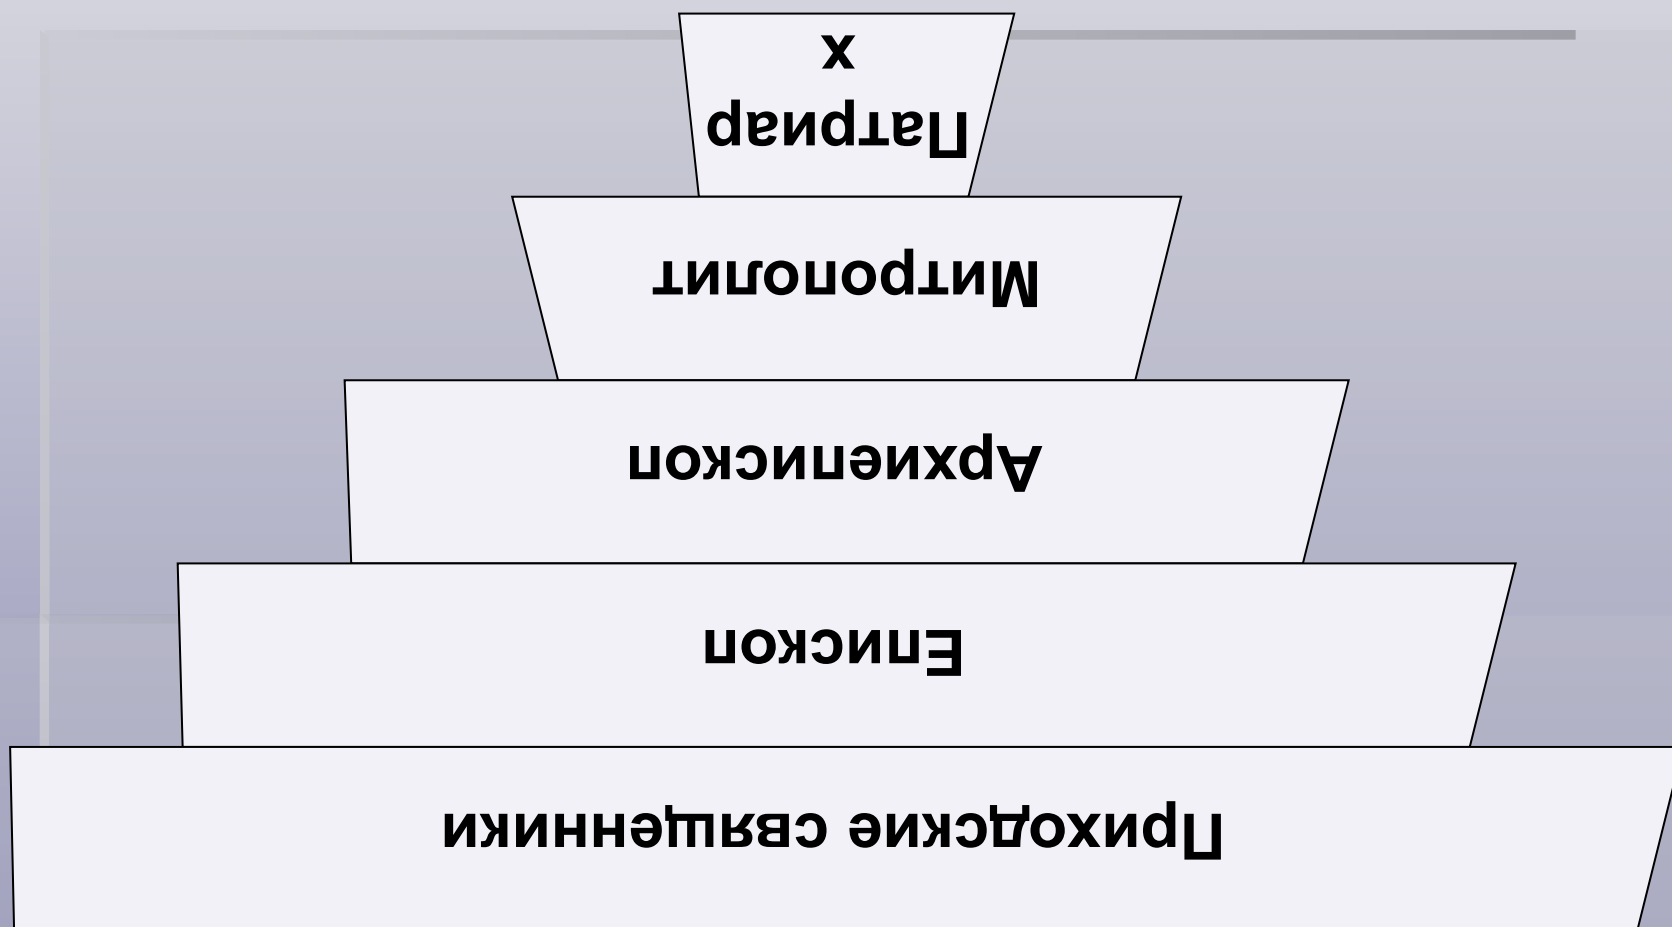 Патриар
х
Митрополит
Архиепископ
Епископ
Приходские священники